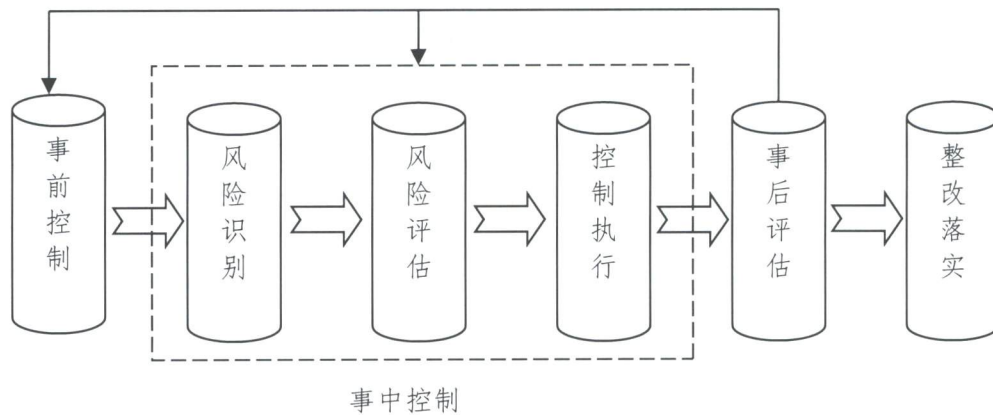 事前控制
风险识别
风险评估
控制执行
事后评估
整改落实
事中控制